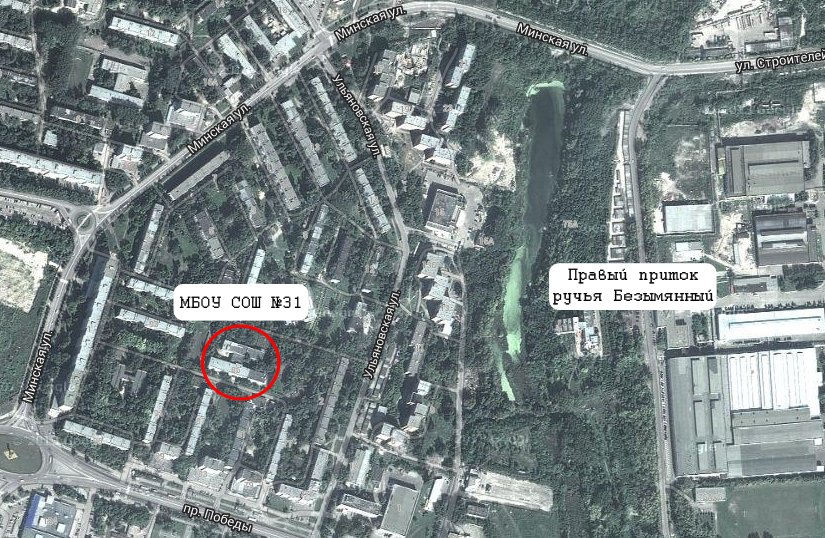 Минская ул.
Минская ул.
ул. Строителей
Ульяновская ул.
Минская ул.
76А
Правый приток
ручья Безымянный
МБОУ СОШ №31
Ульяновская ул.
Минская ул.
пр. Победы